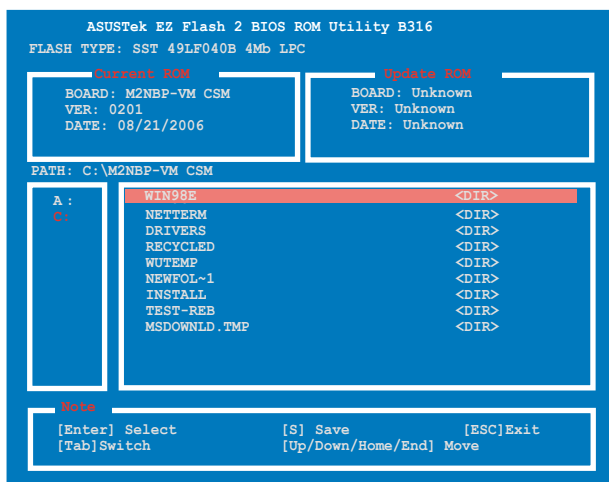 ASUSTek EZ Flash 2 BIOS ROM Utility B316
FLASH TYPE: SST 49LF040B 4Mb LPC
Current ROM
BOARD: M2NBP-VM CSM
VER: 0201
DATE: 08/21/2006
Update ROM
BOARD: Unknown
VER: Unknown
DATE: Unknown
PATH: C:\M2NBP-VM CSM
A:
C:
WIN98E <DIR>
NETTERM <DIR>
DRIVERS <DIR>
RECYCLED <DIR>
WUTEMP <DIR>
NEWFOL~1 <DIR>
INSTALL <DIR>
TEST-REB <DIR>
MSDOWNLD.TMP <DIR>
Note
[Enter] Select [S] Save [ESC]Exit
[Tab]Switch [Up/Down/Home/End] Move